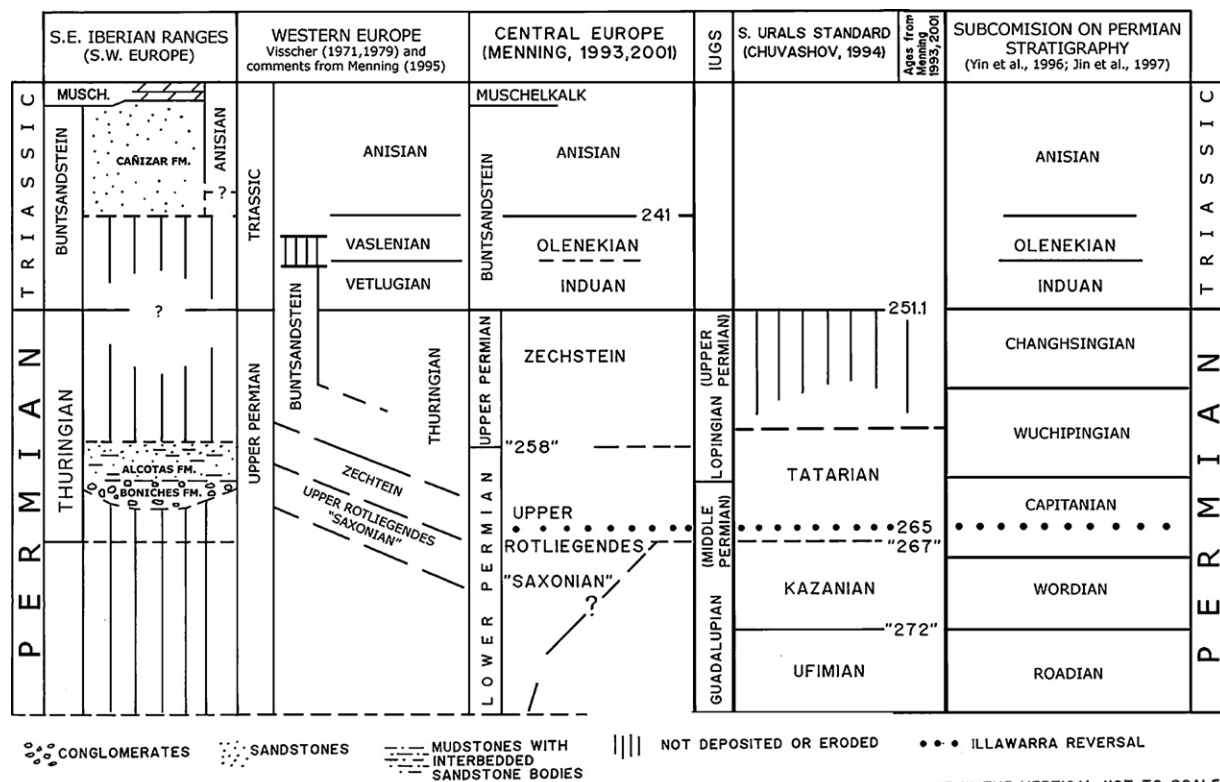 S.E. IBERIAN RANGES
(S.W. EUROPE)
WESTERN EUROPE
Visscher (1971,1979) and
comments from Menning (1995)
CENTRAL EUROPE
(MENNING, 1993,2001)
IUGS
S. URALS STANDARD
(CHUVASHOV, 1994)
Ages from
Menning
1993, 2001
SUBCOMISION ON PERMIAN
STRATIGRAPHY
(Yin et al., 1996; Jin et al., 1997)
TRIASSIC
PERMIAN
BUNTSANDSTEIN
THURINGIAN
MUSCH.
CAÑIZAR FM.
ANISIAN
?
?
ALCOTAS FM.
BONICHES FM.
TRIASSIC
UPPER PERMIAN
ANISIAN
VASLENIAN
VETLUGIAN
BUNTSANDSTEIN
THURINGIAN
ZECHTEIN
UPPER ROTLIEGENDES
"SAXONIAN"
MUSCHELKALK
BUNTSANDSTEIN
ANISIAN
241
OLENEKIAN
INDUAN
UPPER PERMIAN
ZECHSTEIN
"258"
LOWER PERMIAN
UPPER
ROTLIEGENDES
"SAXONIAN"
?
LOPINGIAN
(UPPER
PERMIAN)
GUADALUPIAN
(MIDDLE
PERMIAN)
251.1
TATARIAN
265
"267"
KAZANIAN
"272"
UFIMIAN
ANISIAN
OLENEKIAN
INDUAN
CHANGHSINGIAN
WUCHIPINGIAN
CAPITANIAN
WORDIAN
ROADIAN
TRIASSIC
PERMIAN
CONGLOMERATES
SANDSTONES
MUDSTONES WITH
INTERBEDDED
SANDSTONE BODIES
NOT DEPOSITED OR ERODED
ILLAWARRA REVERSAL
THE VERTICAL NOT TO SCALE